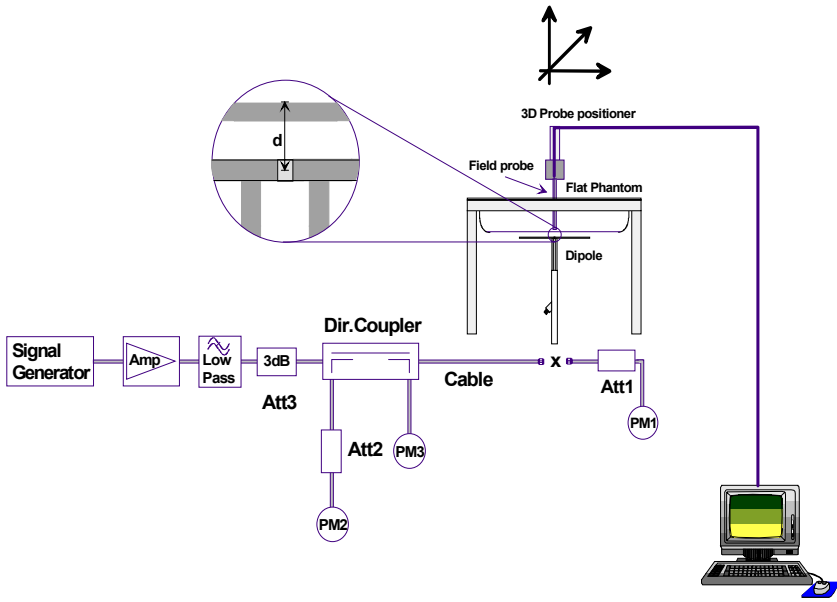 3D Probe positioner
d
Field probe
Flat Phantom
Dipole
Dir.Coupler
Signal
Generator
Amp
Low
Pass
3dB
Cable
x
Att1
Att3
PM1
Att2
PM3
PM2